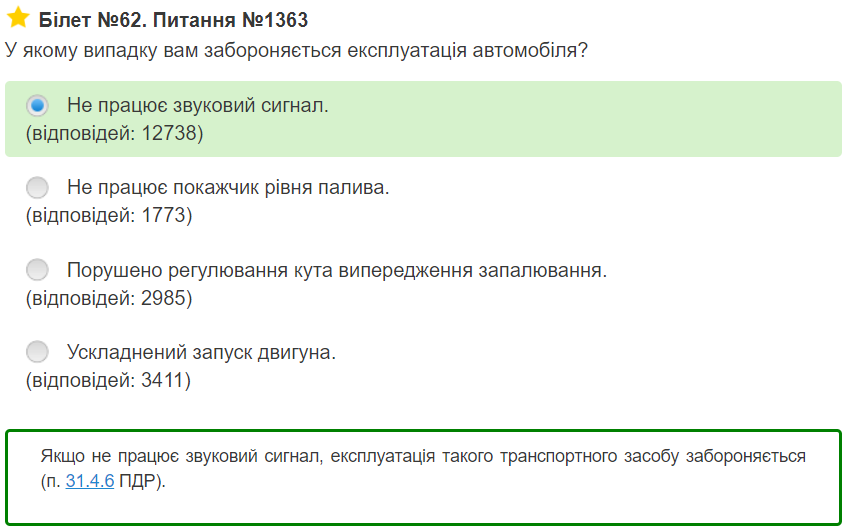 Білет №62. Питання №1363
У якому випадку вам забороняється експлуатація автомобіля?
Не працює звуковий сигнал.
(відповідей: 12738)
Не працює покажчик рівня палива.
(відповідей: 1773)
Порушено регулювання кута випередження запалювання.
(відповідей: 2985)
Ускладнений запуск двигуна.
(відповідей: 3411)
Якщо не працює звуковий сигнал, експлуатація такого транспортного засобу забороняється
(п. 31.4.6 ПДР).